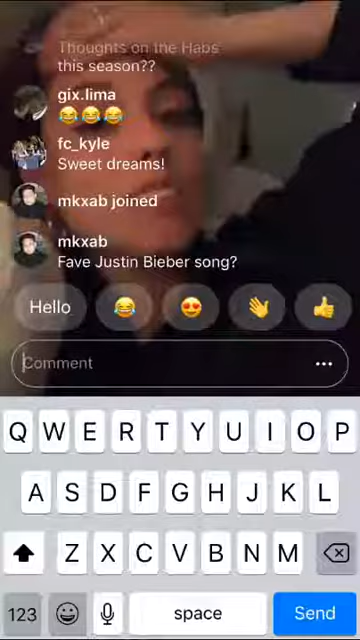 Thoughts on the Habs
this season??
gix.lima
😂😂😂
fc_kyle
Sweet dreams!
mkxab joined
mkxab
Fave Justin Bieber song?
Hello 😂 😍 👋 👍
Comment ...
Q W E R T Y U I O P
A S D F G H J K L
Z X C V B N M
123 space Send